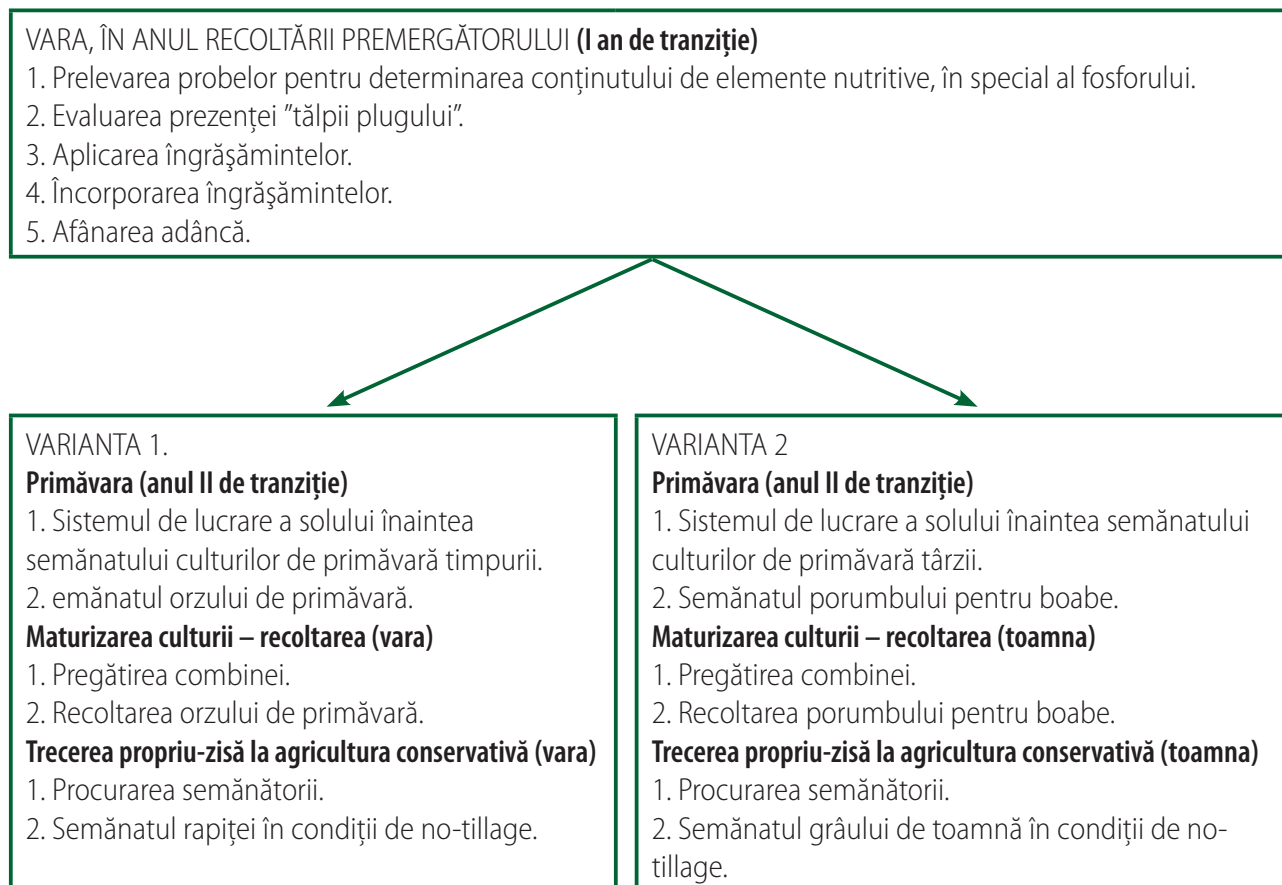 VARA, ÎN ANUL RECOLTĂRII PREMERGĂTORULUI (I an de tranziție)
1. Prelevarea probelor pentru determinarea conținutului de elemente nutritive, în special al fosforului.
2. Evaluarea prezenței ”tălpii plugului”.
3. Aplicarea îngrăşămintelor.
4. Încorporarea îngrăşămintelor.
5. Afânarea adâncă.
VARIANTA 1.
Primăvara (anul II de tranziție)
1. Sistemul de lucrare a solului înaintea
semănatului culturilor de primăvară timpurii.
2. emănatul orzului de primăvară.
Maturizarea culturii – recoltarea (vara)
1. Pregătirea combinei.
2. Recoltarea orzului de primăvară.
Trecerea propriu-zisă la agricultura conservativă (vara)
1. Procurarea semănătorii.
2. Semănatul rapiței în condiții de no-tillage.
VARIANTA 2
Primăvara (anul II de tranziție)
1. Sistemul de lucrare a solului înaintea semănatului
culturilor de primăvară târzii.
2. Semănatul porumbului pentru boabe.
Maturizarea culturii – recoltarea (toamna)
1. Pregătirea combinei.
2. Recoltarea porumbului pentru boabe.
Trecerea propriu-zisă la agricultura conservativă (toamna)
1. Procurarea semănătorii.
2. Semănatul grâului de toamnă în condiții de no-
tillage.